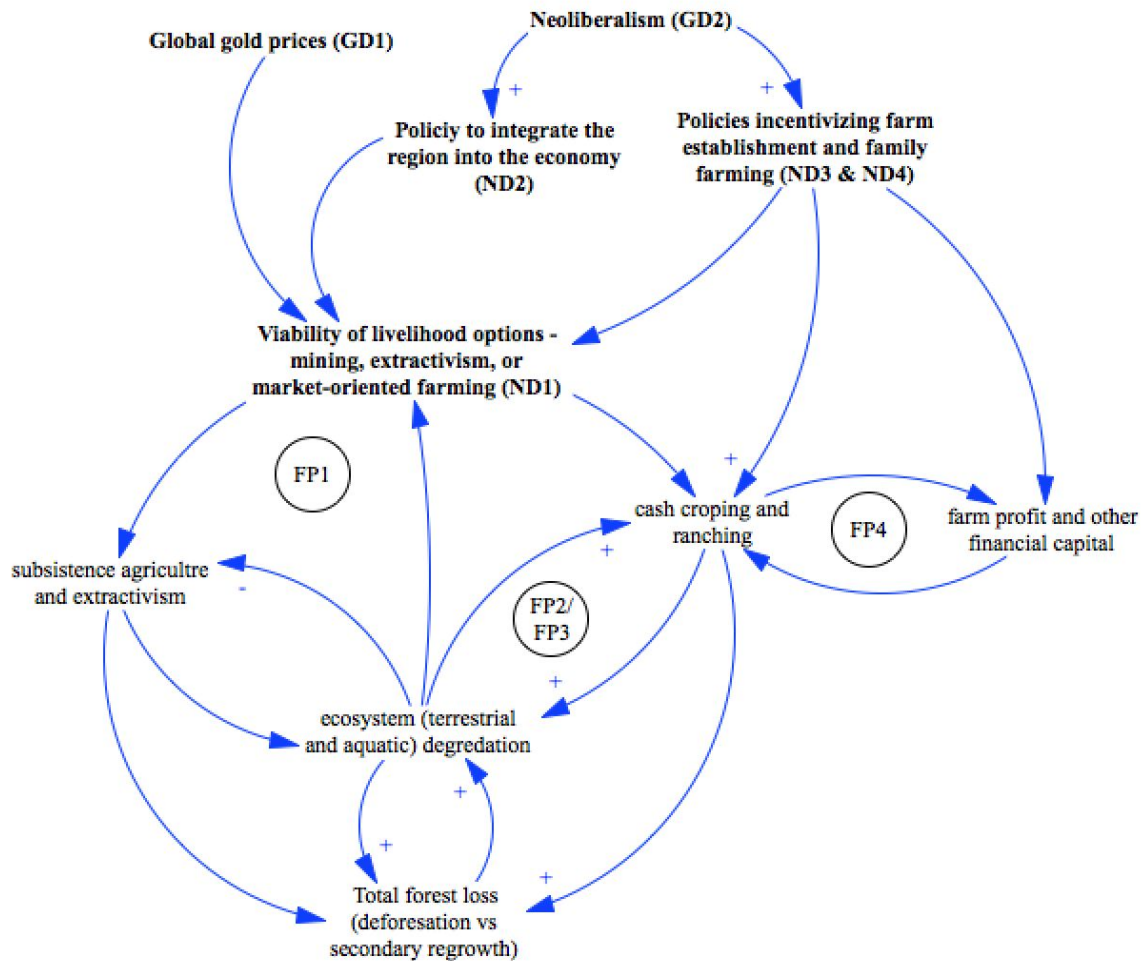 Neoliberalism (GD2)
Global gold prices (GD1)
+
+
Policiy to integrate the
region into the economy
(ND2)
Policies incentivizing farm
establishment and family
farming (ND3 & ND4)
Viability of livelihood options -
mining, extractivism, or
market-oriented farming (ND1)
FP1
+
cash croping and
ranching
FP4
farm profit and other
financial capital
+
subsistence agricultre
and extractivism
-
FP2/
FP3
+
ecosystem (terrestrial
and aquatic) degredation
+
+
+
Total forest loss
(deforesation vs
secondary regrowth)